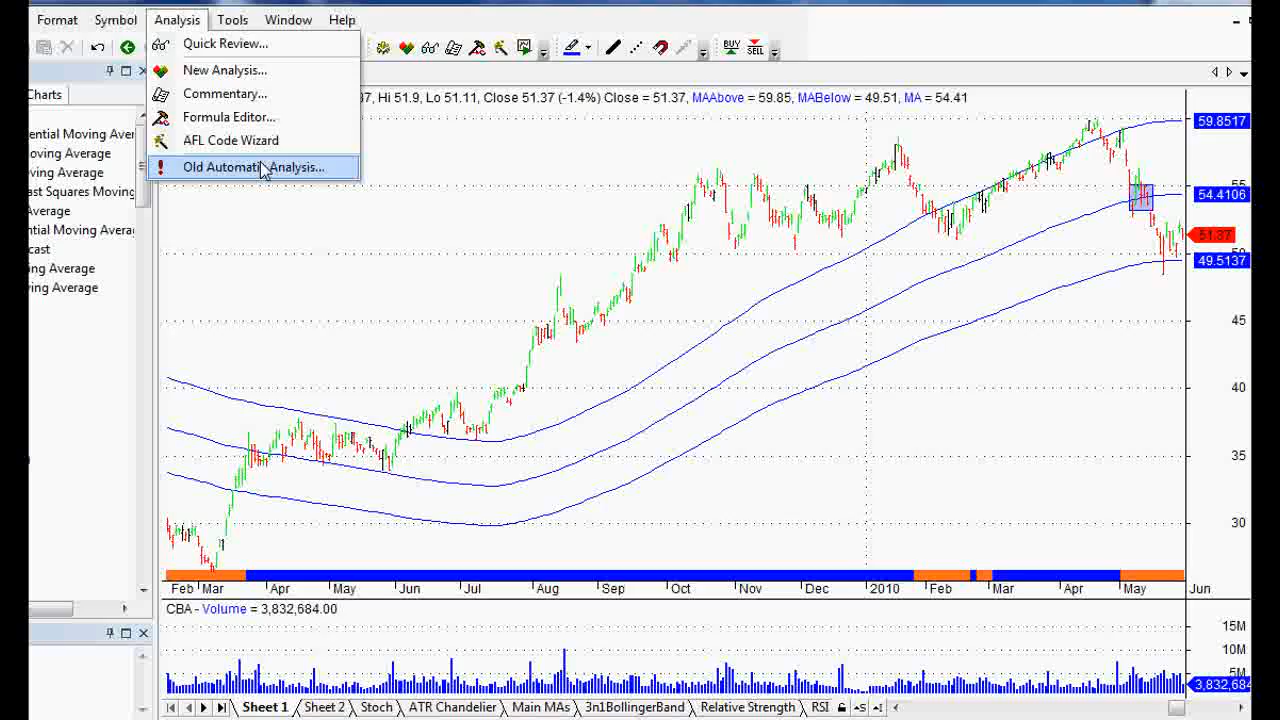 Format Symbol Analysis Tools Window Help
Quick Review...
New Analysis...
Commentary...
Formula Editor...
AFL Code Wizard
Old Automatic Analysis...
BUY SELL
Charts
ential Moving Aver
oving Average
ving Average
ast Squares Moving
Average
ential Moving Avera
cast
ing Average
ving Average
37, Hi 51.9, Lo 51.11, Close 51.37 (-1.4%) Close = 51.37, MAAbove = 59.85, MABelow = 49.51, MA = 54.41
59.8517
55
54.4106
51.37
50
49.5137
45
40
35
30
Feb Mar Apr May Jun Jul Aug Sep Oct Nov Dec 2010 Feb Mar Apr May Jun
CBA - Volume = 3,832,684.00
15M
10M
5M
3,832,684
Sheet 1 Sheet 2 Stoch ATR Chandelier Main MAs 3n1BollingerBand Relative Strength RSI